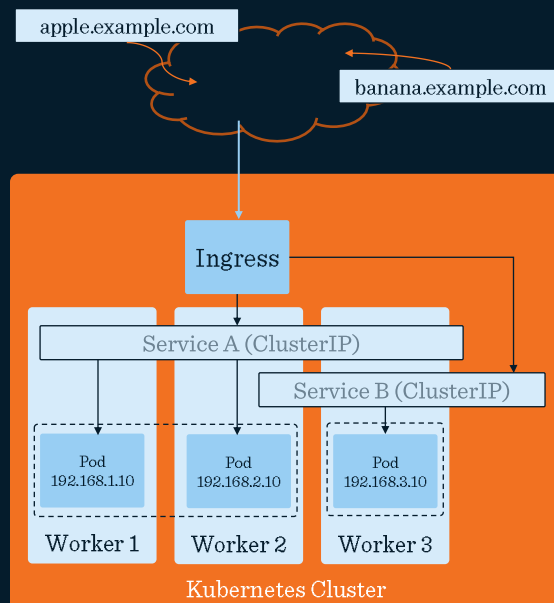 apple.example.com
banana.example.com
Ingress
Service A (ClusterIP)
Service B (ClusterIP)
Pod
192.168.1.10
Pod
192.168.2.10
Pod
192.168.3.10
Worker 1
Worker 2
Worker 3
Kubernetes Cluster